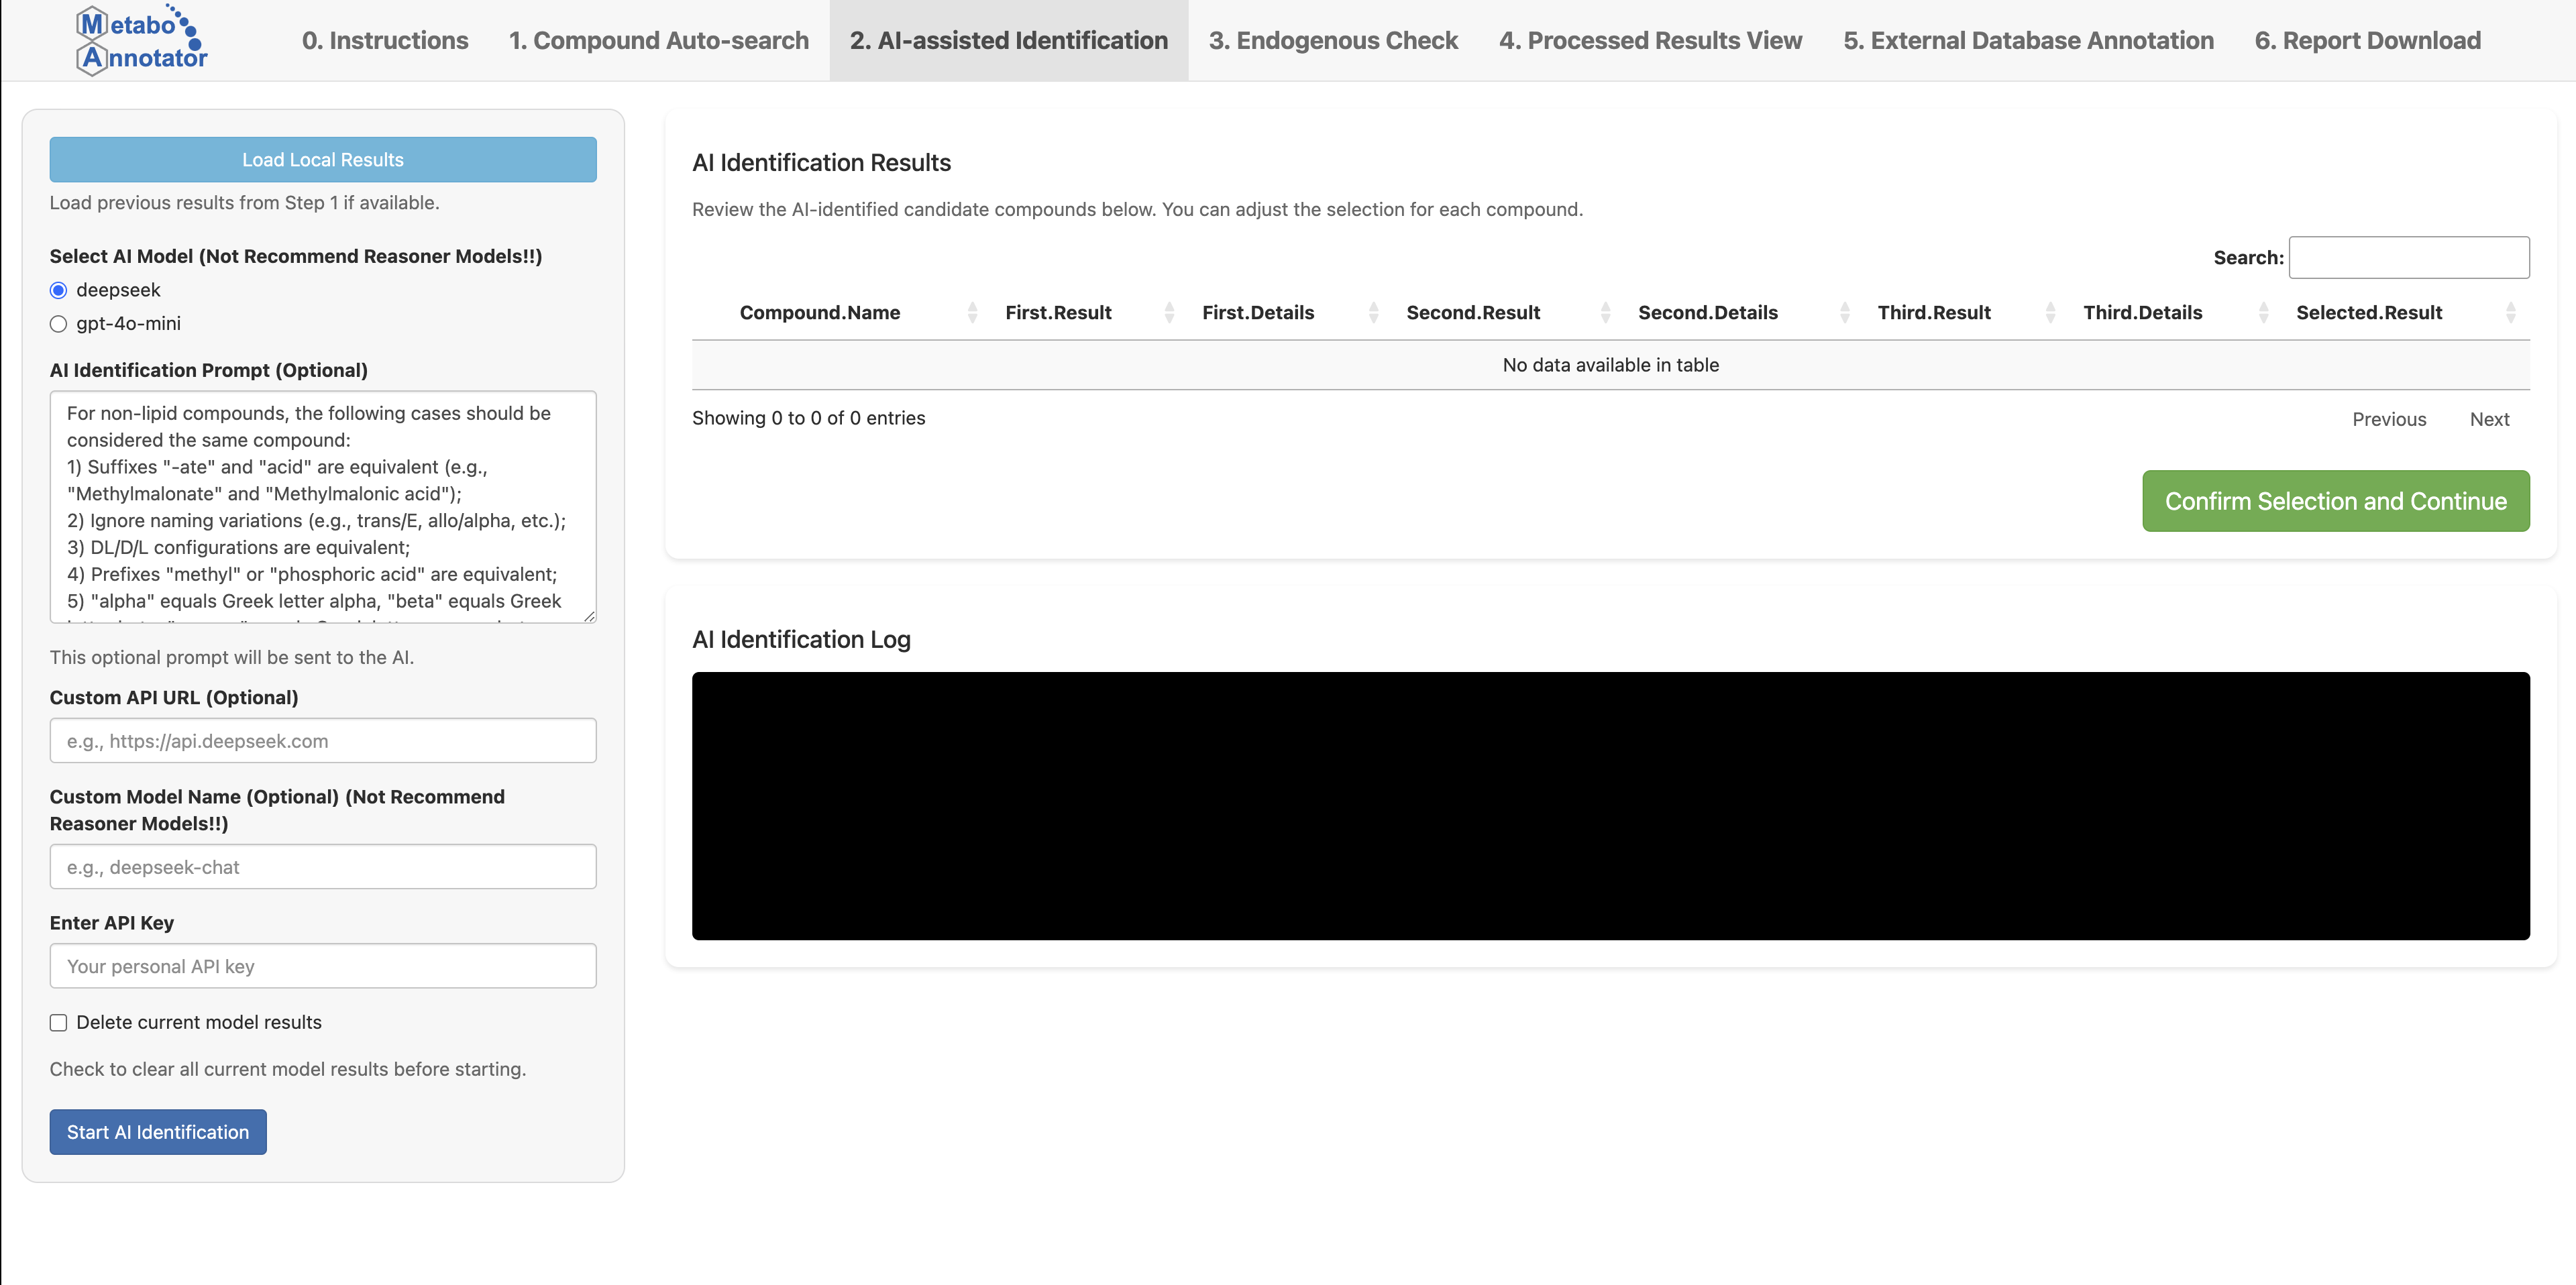 Metabo
Annotator
0. Instructions
1. Compound Auto-search
2. AI-assisted Identification
3. Endogenous Check
4. Processed Results View
5. External Database Annotation
6. Report Download
Load Local Results
Load previous results from Step 1 if available.
Select AI Model (Not Recommend Reasoner Models!!)
deepseek
gpt-4o-mini
AI Identification Prompt (Optional)
For non-lipid compounds, the following cases should be
considered the same compound:
1) Suffixes "-ate" and "acid" are equivalent (e.g.,
"Methylmalonate" and "Methylmalonic acid");
2) Ignore naming variations (e.g., trans/E, allo/alpha, etc.);
3) DL/D/L configurations are equivalent;
4) Prefixes "methyl" or "phosphoric acid" are equivalent;
5) "alpha" equals Greek letter alpha, "beta" equals Greek
This optional prompt will be sent to the AI.
Custom API URL (Optional)
e.g., https://api.deepseek.com
Custom Model Name (Optional) (Not Recommend
Reasoner Models!!)
e.g., deepseek-chat
Enter API Key
Your personal API key
Delete current model results
Check to clear all current model results before starting.
Start AI Identification
AI Identification Results
Review the AI-identified candidate compounds below. You can adjust the selection for each compound.
Search:
Compound.Name First.Result First.Details Second.Result Second.Details Third.Result Third.Details Selected.Result
No data available in table
Showing 0 to 0 of 0 entries
Previous Next
Confirm Selection and Continue
AI Identification Log